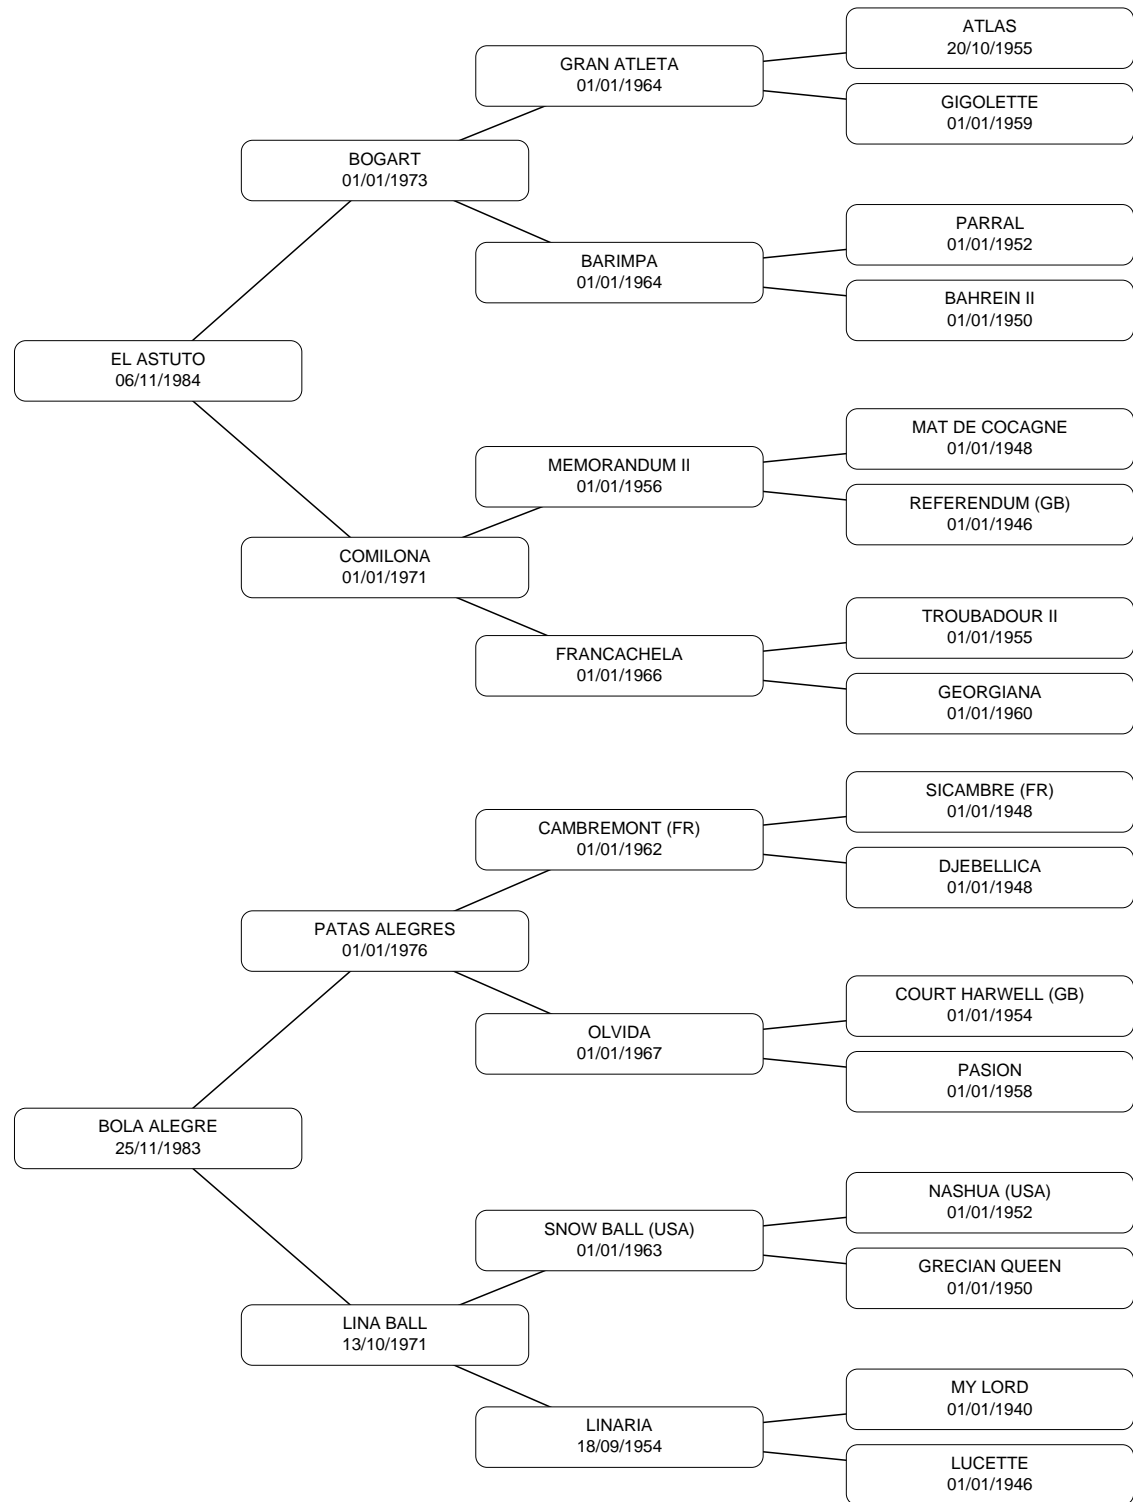 ATLAS
20/10/1955
GRAN ATLETA
01/01/1964
GIGOLETTE
01/01/1959
BOGART
01/01/1973
PARRAL
01/01/1952
BARIMPA
01/01/1964
BAHREIN II
01/01/1950
EL ASTUTO
06/11/1984
MAT DE COCAGNE
01/01/1948
MEMORANDUM II
01/01/1956
REFERENDUM (GB)
01/01/1946
COMILONA
01/01/1971
TROUBADOUR II
01/01/1955
FRANCACHELA
01/01/1966
GEORGIANA
01/01/1960
SICAMBRE (FR)
01/01/1948
CAMBREMONT (FR)
01/01/1962
DJEBELLICA
01/01/1948
PATAS ALEGRES
01/01/1976
COURT HARWELL (GB)
01/01/1954
OLVIDA
01/01/1967
PASION
01/01/1958
BOLA ALEGRE
25/11/1983
NASHUA (USA)
01/01/1952
SNOW BALL (USA)
01/01/1963
GRECIAN QUEEN
01/01/1950
LINA BALL
13/10/1971
MY LORD
01/01/1940
LINARIA
18/09/1954
LUCETTE
01/01/1946